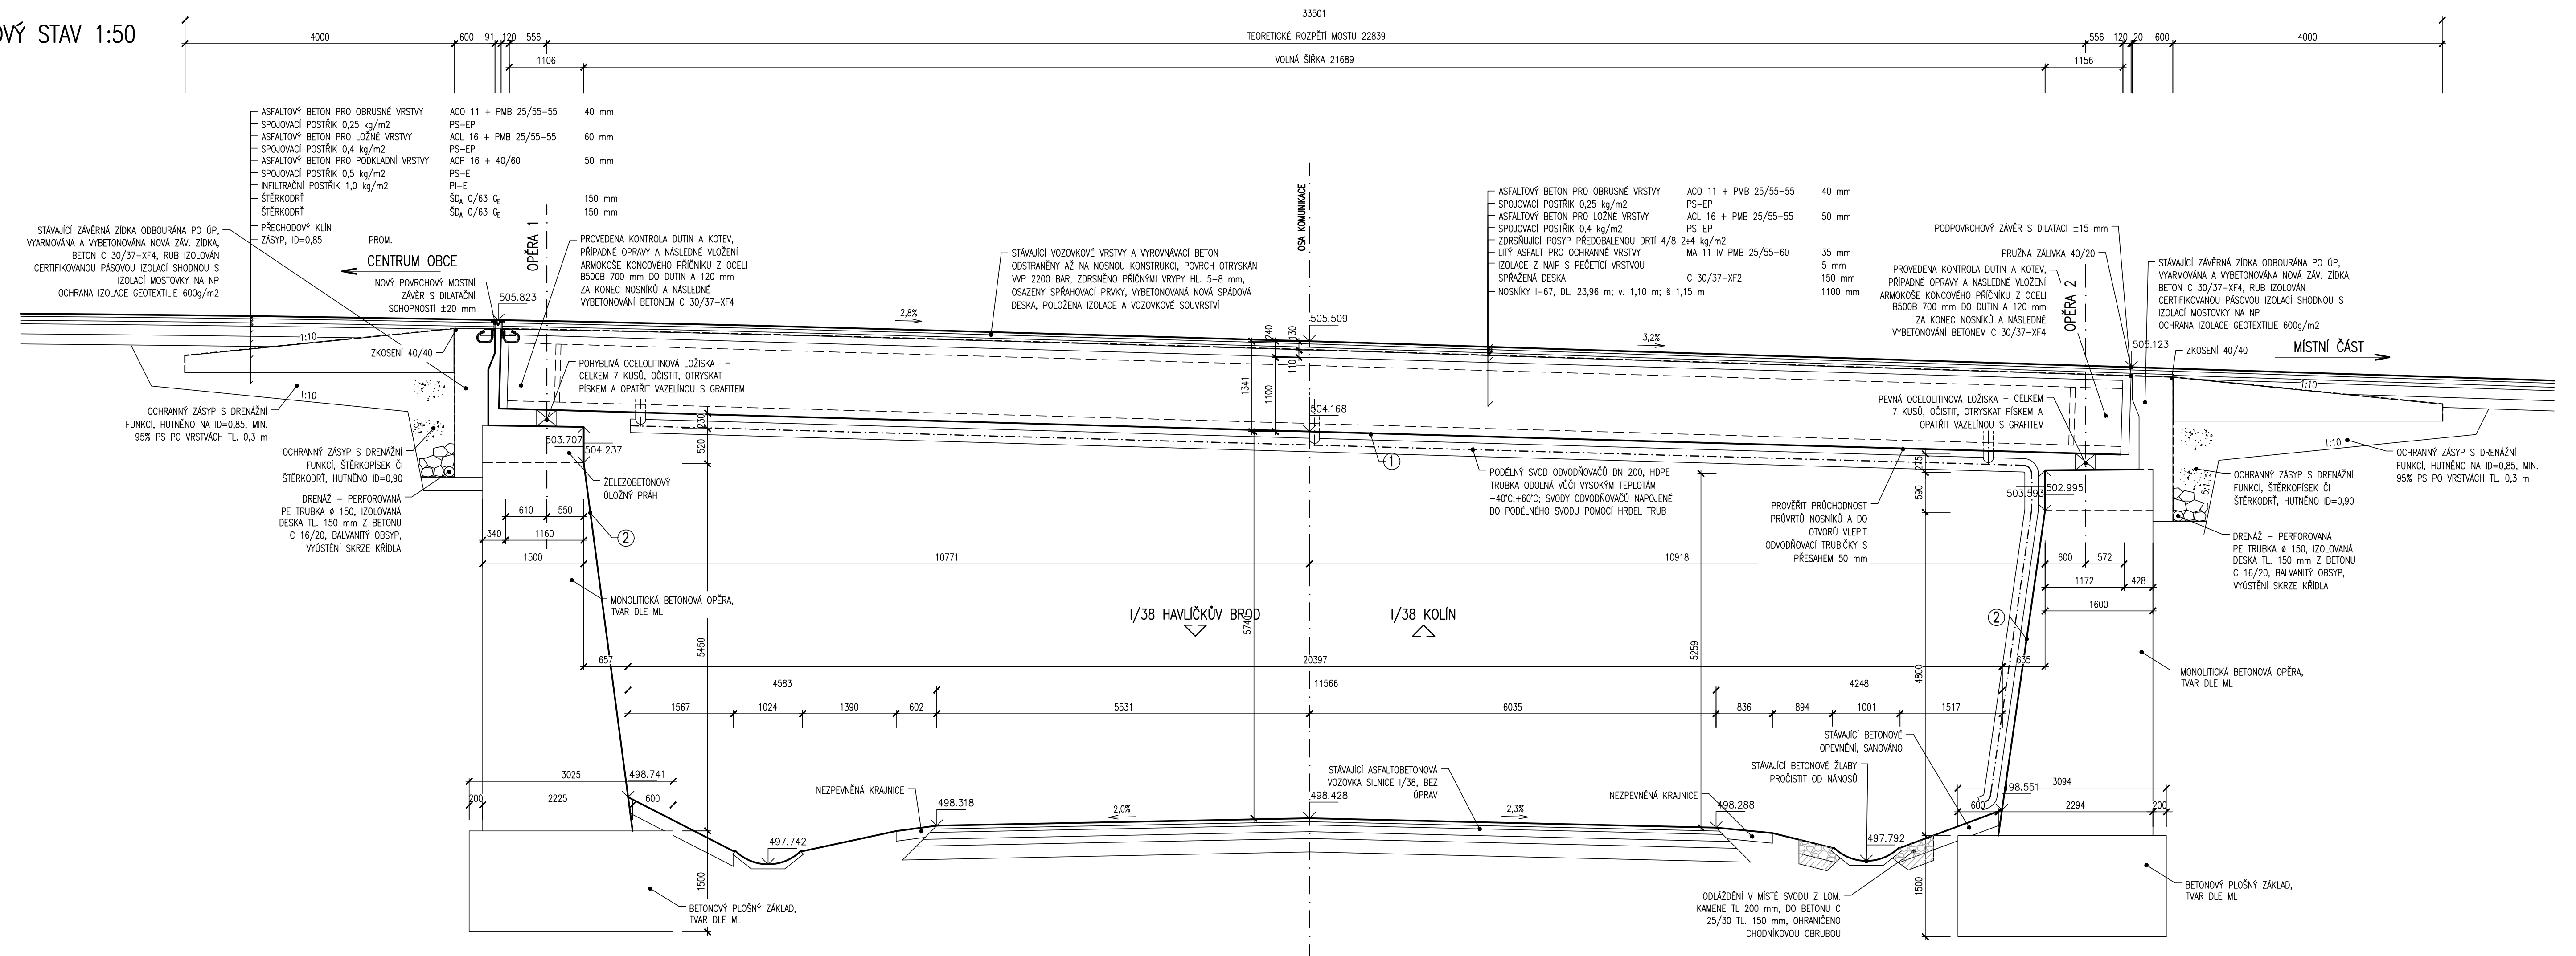 OVÝ STAV 1:50
33501
4000
600
91
120
556
TEORETICKÉ ROZPĚTÍ MOSTU 22839
556
120
20
600
4000
1106
VOLNÁ ŠÍŘKA 21689
1156
ASFALTOVÝ BETON PRO OBRUSNÉ VRSTVY ACO 11 + PMB 25/55-55 40 mm
SPOJOVACÍ POSTŘIK 0,25 kg/m2 PS-EP
ASFALTOVÝ BETON PRO LOŽNÉ VRSTVY ACL 16 + PMB 25/55-55 60 mm
SPOJOVACÍ POSTŘIK 0,4 kg/m2 PS-EP
ASFALTOVÝ BETON PRO PODKLADNÍ VRSTVY ACP 16 + 40/60 50 mm
SPOJOVACÍ POSTŘIK 0,5 kg/m2 PS-E
INFILTRAČNÍ POSTŘIK 1,0 kg/m2 PI-E
ŠTĚRKODRŤ ŠDA 0/63 GE 150 mm
ŠTĚRKODRŤ ŠDA 0/63 GE 150 mm
PŘECHODOVÝ KLÍN
ZÁSYP, ID=0,85 PROM.
STÁVAJÍCÍ ZÁVĚRNÁ ZÍDKA ODBOURÁNA PO ÚP,
VYARMOVÁNA A VYBETONOVÁNA NOVÁ ZÁV. ZÍDKA,
BETON C 30/37-XF4, RUB IZOLOVÁN
CERTIFIKOVANOU PÁSOVOU IZOLACÍ SHODNOU S
IZOLACÍ MOSTOVKY NA NP
OCHRANA IZOLACE GEOTEXTILIE 600g/m2
CENTRUM OBCE
NOVÝ POVRCHOVÝ MOSTNÍ
ZÁVĚR S DILATAČNÍ
SCHOPNOSTÍ ±20 mm
OPĚRA 1
505.823
PROVEDENA KONTROLA DUTIN A KOTEV,
PŘÍPADNÉ OPRAVY A NÁSLEDNÉ VLOŽENÍ
ARMOKOŠE KONCOVÉHO PŘÍČNÍKU Z OCELI
B500B 700 mm DO DUTIN A 120 mm
ZA KONEC NOSNÍKŮ A NÁSLEDNÉ
VYBETONOVÁNÍ BETONEM C 30/37-XF4
2,8%
STÁVAJÍCÍ VOZOVKOVÉ VRSTVY A VYROVNÁVACÍ BETON
ODSTRANĚNY AŽ NA NOSNOU KONSTRUKCI, POVRCH OTRYSKÁN
VVP 2200 BAR, ZDRSNĚNO PŘÍČNÝMI VRYPY HL. 5-8 mm,
OSAZENY SPŘAHOVACÍ PRVKY, VYBETONOVÁNA NOVÁ SPÁDOVÁ
DESKA, POLOŽENA IZOLACE A VOZOVKOVÉ SOUVRSTVÍ
OSA KOMUNIKACE
505.509
ASFALTOVÝ BETON PRO OBRUSNÉ VRSTVY ACO 11 + PMB 25/55-55 40 mm
SPOJOVACÍ POSTŘIK 0,25 kg/m2 PS-EP
ASFALTOVÝ BETON PRO LOŽNÉ VRSTVY ACL 16 + PMB 25/55-55 50 mm
SPOJOVACÍ POSTŘIK 0,4 kg/m2 PS-EP
ZDRSŇUJÍCÍ POSYP PŘEDOBALENOU DRTÍ 4/8 2÷4 kg/m2
LITÝ ASFALT PRO OCHRANNÉ VRSTVY MA 11 IV PMB 25/55-60 35 mm
IZOLACE Z NAIP S PEČETÍCÍ VRSTVOU 5 mm
SPŘAŽENÁ DESKA C 30/37-XF2 150 mm
NOSNÍKY I-67, DL. 23,96 m; v. 1,10 m; š 1,15 m 1100 mm
3,2%
PODPOVRCHOVÝ ZÁVĚR S DILATACÍ ±15 mm
PRUŽNÁ ZÁLIVKA 40/20
PROVEDENA KONTROLA DUTIN A KOTEV,
PŘÍPADNÉ OPRAVY A NÁSLEDNÉ VLOŽENÍ
ARMOKOŠE KONCOVÉHO PŘÍČNÍKU Z OCELI
B500B 700 mm DO DUTIN A 120 mm
ZA KONEC NOSNÍKŮ A NÁSLEDNÉ
VYBETONOVÁNÍ BETONEM C 30/37-XF4
OPĚRA 2
505.123
STÁVAJÍCÍ ZÁVĚRNÁ ZÍDKA ODBOURÁNA PO ÚP,
VYARMOVÁNA A VYBETONOVÁNA NOVÁ ZÁV. ZÍDKA,
BETON C 30/37-XF4, RUB IZOLOVÁN
CERTIFIKOVANOU PÁSOVOU IZOLACÍ SHODNOU S
IZOLACÍ MOSTOVKY NA NP
OCHRANA IZOLACE GEOTEXTILIE 600g/m2
ZKOSENÍ 40/40
MÍSTNÍ ČÁST
1:10
ZKOSENÍ 40/40
1:10
1:10
1:10
240
130
1110
1341
1100
504.168
OCHRANNÝ ZÁSYP S DRENÁŽNÍ
FUNKCÍ, HUTNĚNO NA ID=0,85, MIN.
95% PS PO VRSTVÁCH TL. 0,3 m
5:1
OCHRANNÝ ZÁSYP S DRENÁŽNÍ
FUNKCÍ, ŠTĚRKOPÍSEK ČI
ŠTĚRKODRŤ, HUTNĚNO ID=0,90
DRENÁŽ - PERFOROVANÁ
PE TRUBKA ø 150, IZOLOVANÁ
DESKA TL. 150 mm Z BETONU
C 16/20, BALVANITÝ OBSYP,
VYÚSTĚNÍ SKRZE KŘÍDLA
POHYBLIVÁ OCELOLITINOVÁ LOŽISKA -
CELKEM 7 KUSŮ, OČISTIT, OTRYSKAT
PÍSKEM A OPATŘIT VAZELÍNOU S GRAFITEM
503.707
504.237
230
520
ŽELEZOBETONOVÝ
ÚLOŽNÝ PRÁH
610
550
340
1160
1500
2
10771
10918
1
PODÉLNÝ SVOD ODVODŇOVAČŮ DN 200, HDPE
TRUBKA ODOLNÁ VŮČI VYSOKÝM TEPLOTÁM
-40°C;+60°C; SVODY ODVODŇOVAČŮ NAPOJENÉ
DO PODÉLNÉHO SVODU POMOCÍ HRDEL TRUB
PROVĚŘIT PRŮCHODNOST
PRŮVRTŮ NOSNÍKŮ A DO
OTVORŮ VLEPIT
ODVODŇOVACÍ TRUBIČKY S
PŘESAHEM 50 mm
PEVNÁ OCELOLITINOVÁ LOŽISKA - CELKEM
7 KUSŮ, OČISTIT, OTRYSKAT PÍSKEM A
OPATŘIT VAZELÍNOU S GRAFITEM
590
503.593
502.995
600
572
1172
428
1600
5:1
OCHRANNÝ ZÁSYP S DRENÁŽNÍ
FUNKCÍ, ŠTĚRKOPÍSEK ČI
ŠTĚRKODRŤ, HUTNĚNO ID=0,90
OCHRANNÝ ZÁSYP S DRENÁŽNÍ
FUNKCÍ, HUTNĚNO NA ID=0,85, MIN.
95% PS PO VRSTVÁCH TL. 0,3 m
DRENÁŽ - PERFOROVANÁ
PE TRUBKA ø 150, IZOLOVANÁ
DESKA TL. 150 mm Z BETONU
C 16/20, BALVANITÝ OBSYP,
VYÚSTĚNÍ SKRZE KŘÍDLA
MONOLITICKÁ BETONOVÁ OPĚRA,
TVAR DLE ML
I/38 HAVLÍČKŮV BROD
I/38 KOLÍN
2
5450
5740
5259
4800
657
20397
635
4583
11566
4248
1567
1024
1390
602
5531
6035
836
894
1001
1517
MONOLITICKÁ BETONOVÁ OPĚRA,
TVAR DLE ML
STÁVAJÍCÍ BETONOVÉ
OPEVNĚNÍ, SANOVÁNO
STÁVAJÍCÍ BETONOVÉ ŽLABY
PROČISTIT OD NÁNOSŮ
3025
200
2225
600
498.741
NEZPEVNĚNÁ KRAJNICE
498.318
2,0%
STÁVAJÍCÍ ASFALTOBETONOVÁ
VOZOVKA SILNICE I/38, BEZ
ÚPRAV
498.428
2,3%
NEZPEVNĚNÁ KRAJNICE
498.288
3094
498.551
600
2294
200
497.742
497.792
1500
1500
BETONOVÝ PLOŠNÝ ZÁKLAD,
TVAR DLE ML
ODLÁŽDĚNÍ V MÍSTĚ SVODU Z LOM.
KAMENE TL 200 mm, DO BETONU C
25/30 TL. 150 mm, OHRANIČENO
CHODNÍKOVOU OBRUBOU
BETONOVÝ PLOŠNÝ ZÁKLAD,
TVAR DLE ML